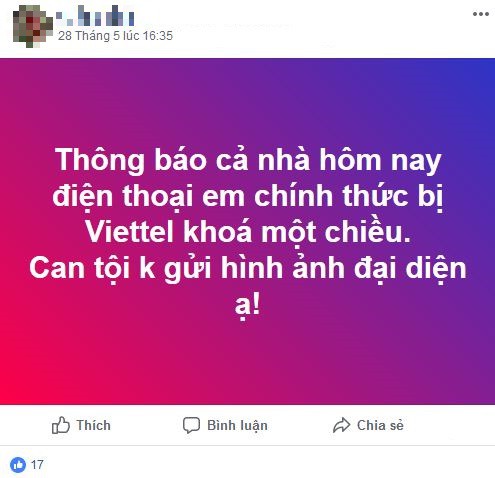 28 Tháng 5 lúc 16:35
Thông báo cả nhà hôm nay
điện thoại em chính thức bị
Viettel khoá một chiều.
Can tội k gửi hình ảnh đại diện
ạ!
Thích
Bình luận
Chia sẻ
17